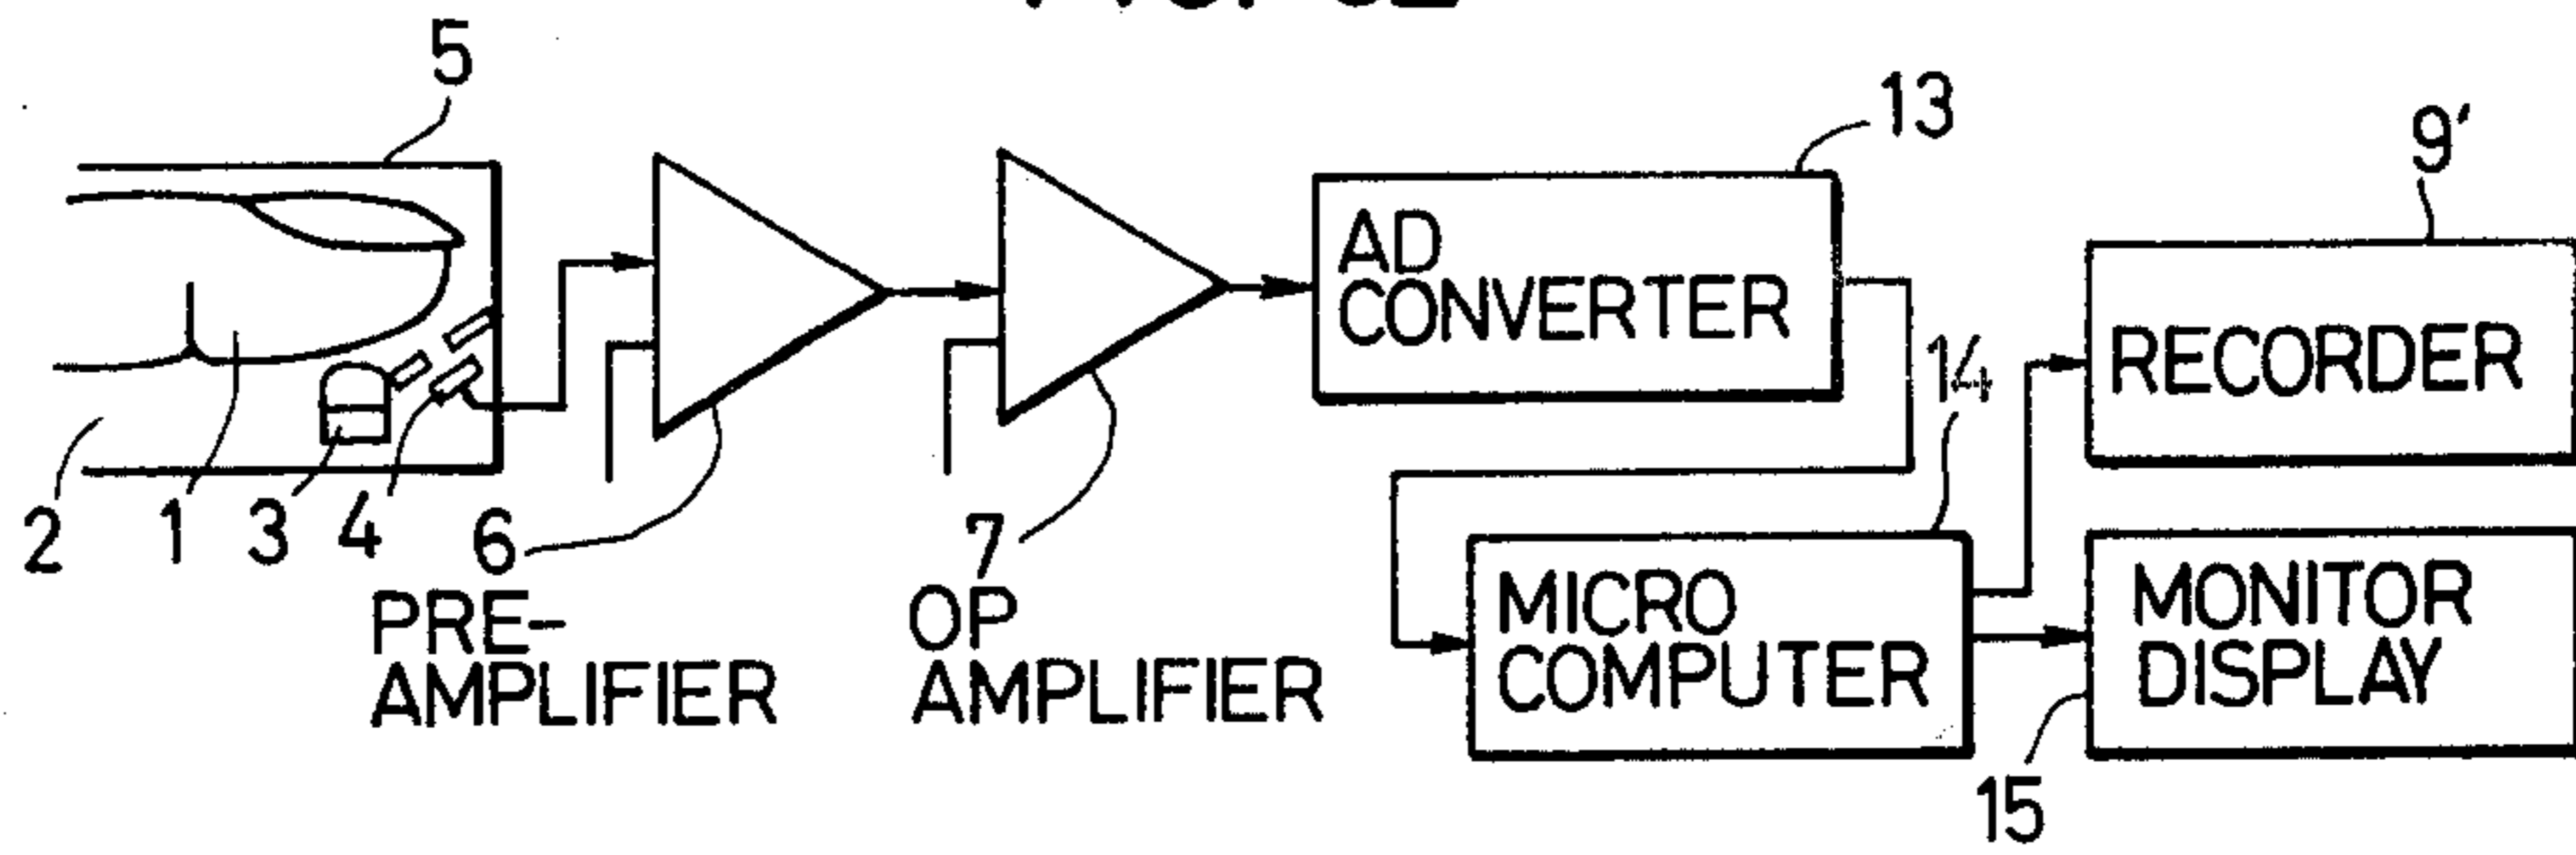 5
13
9'
AD
CONVERTER
14
RECORDER
2 1 3 4 6 7
PRE-
AMPLIFIER
OP
AMPLIFIER
MICRO
COMPUTER
MONITOR
DISPLAY
15